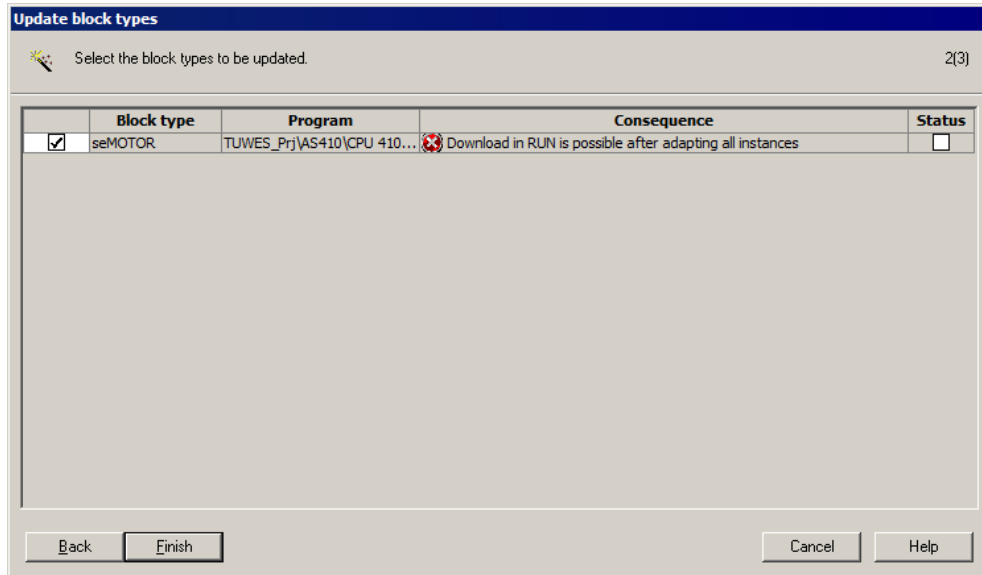 Update block types
Select the block types to be updated. 2(3)
Block type Program Consequence Status
seMOTOR TUWES_Prj\AS410\CPU 410... Download in RUN is possible after adapting all instances
Back Finish Cancel Help